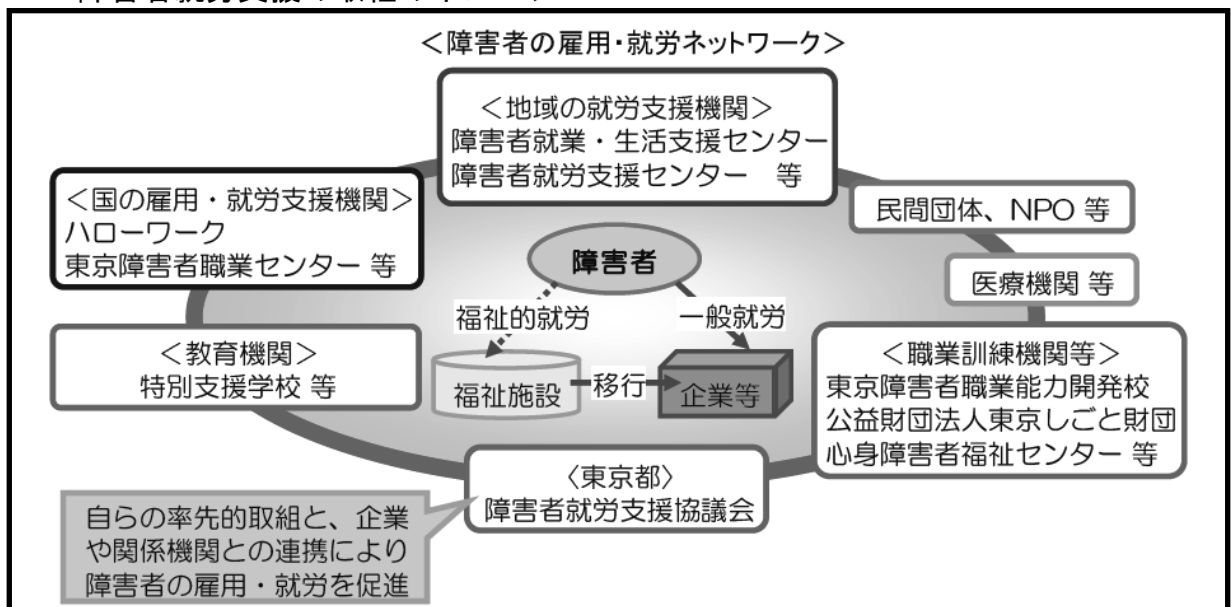 ＜障害者の雇用・就労ネットワーク＞
＜地域の就労支援機関＞
障害者就業・生活支援センター
障害者就労支援センター　等
＜国の雇用・就労支援機関＞
ハローワーク
東京障害者職業センター 等
民間団体、NPO 等
医療機関 等
障害者
福祉的就労
一般就労
福祉施設
移行
企業等
＜教育機関＞
特別支援学校 等
＜職業訓練機関等＞
東京障害者職業能力開発校
公益財団法人東京しごと財団
心身障害者福祉センター 等
〈東京都〉
障害者就労支援協議会
自らの率先的取組と、企業
や関係機関との連携により
障害者の雇用・就労を促進